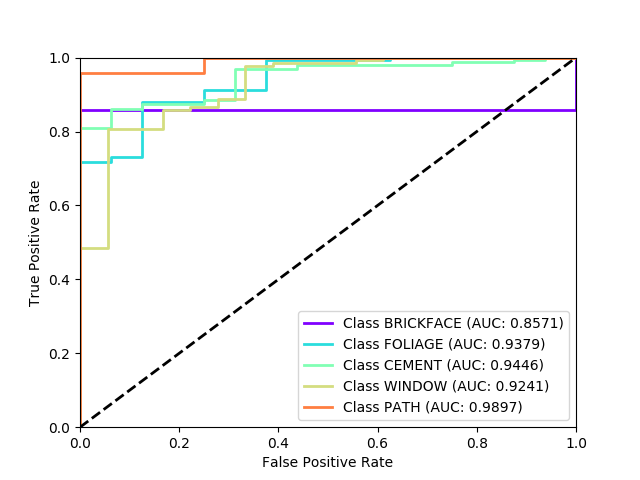 1.0
0.8
0.6
0.4
0.2
0.0
True Positive Rate
0.0 0.2 0.4 0.6 0.8 1.0
False Positive Rate
Class BRICKFACE (AUC: 0.8571)
Class FOLIAGE (AUC: 0.9379)
Class CEMENT (AUC: 0.9446)
Class WINDOW (AUC: 0.9241)
Class PATH (AUC: 0.9897)